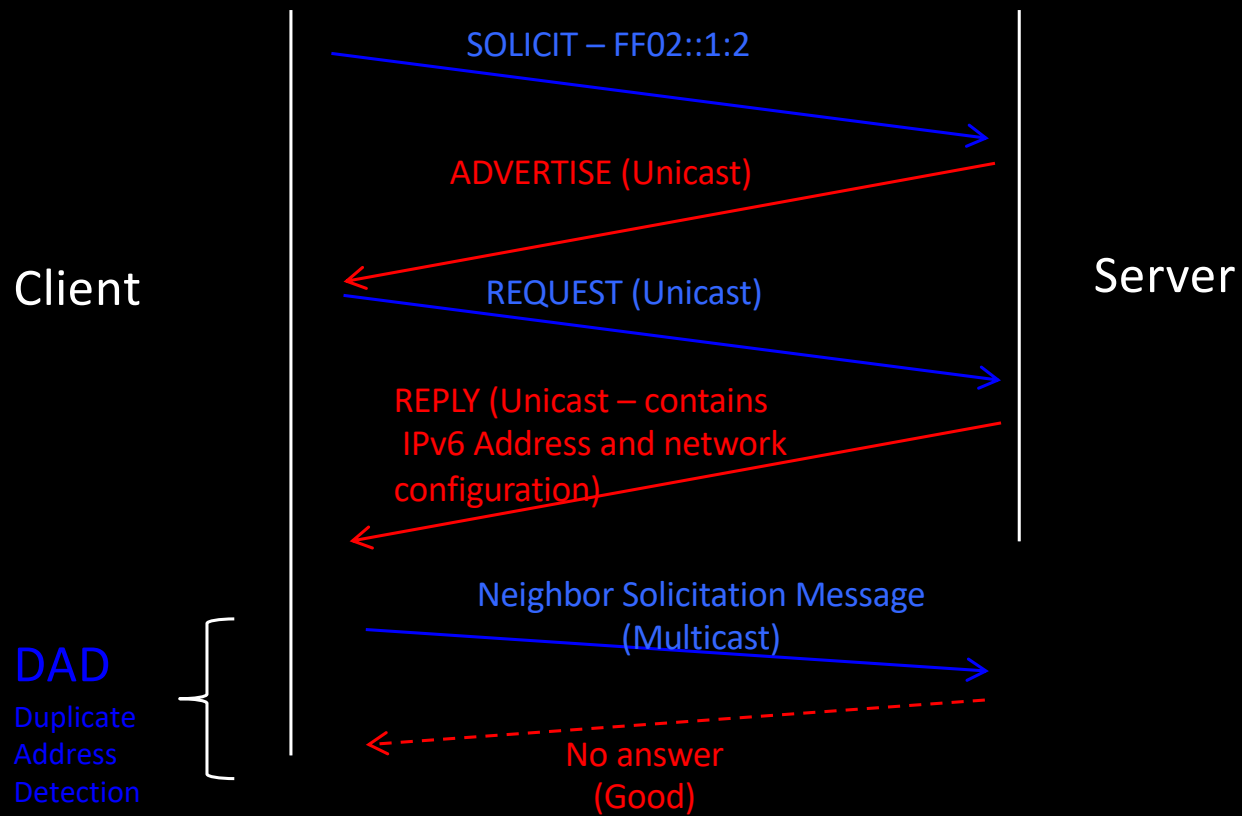 SOLICIT – FF02::1:2
ADVERTISE (Unicast)
Client
Server
REQUEST (Unicast)
REPLY (Unicast – contains
IPv6 Address and network
configuration)
Neighbor Solicitation Message
(Multicast)
DAD
Duplicate
Address
Detection
No answer
(Good)